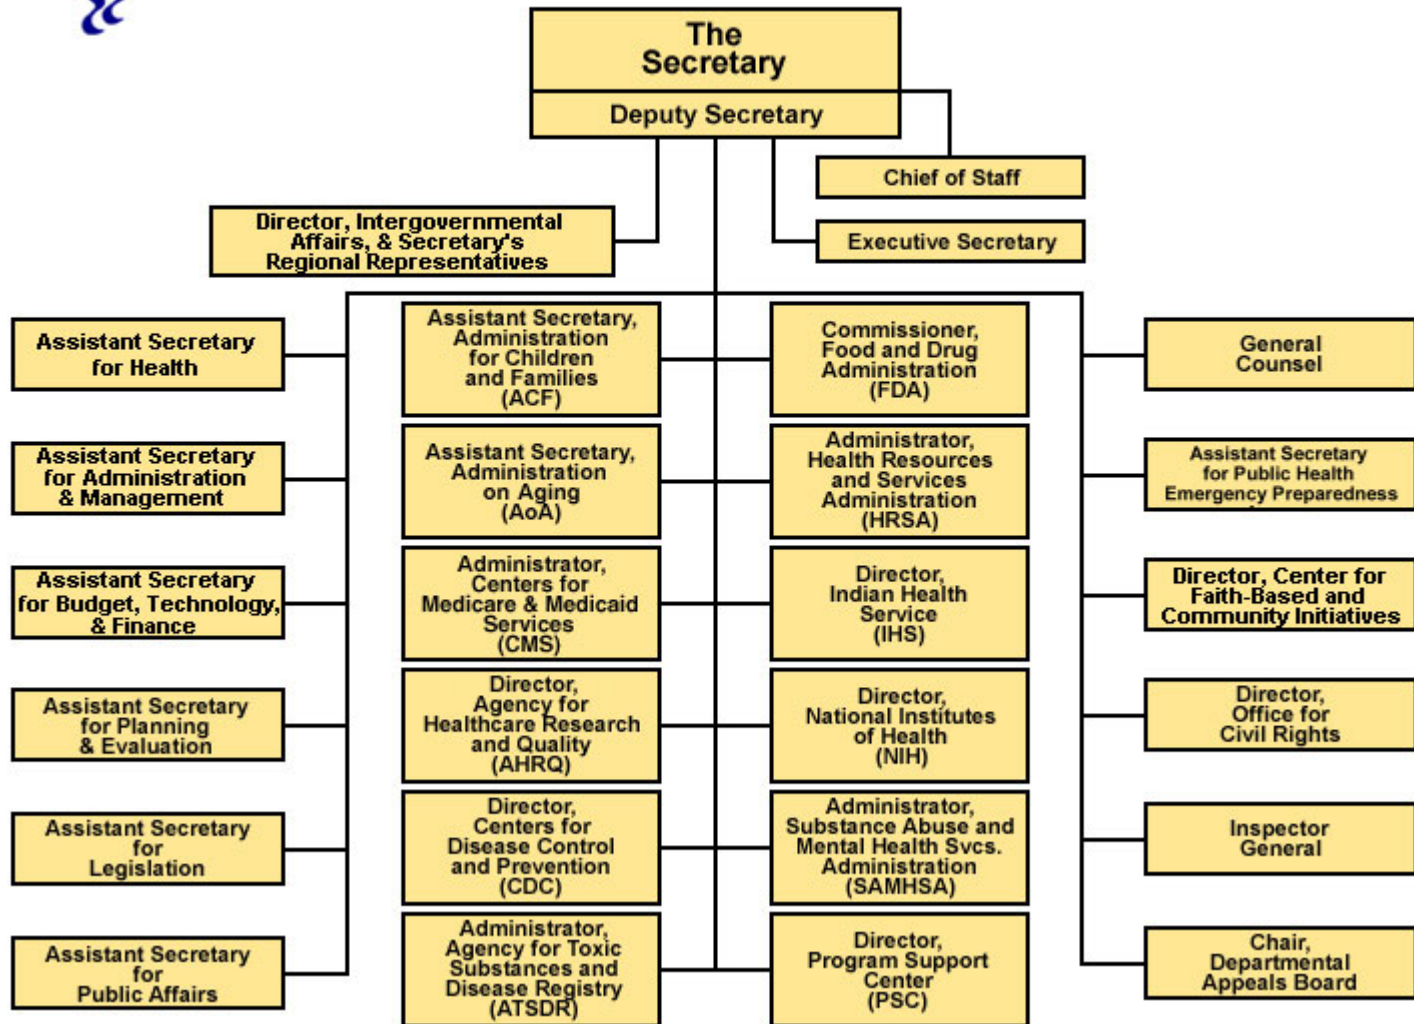 The
Secretary
Deputy Secretary
Chief of Staff
Director, Intergovernmental
Affairs, & Secretary's
Regional Representatives
Executive Secretary
Assistant Secretary
for Health
Assistant Secretary
for Administration
& Management
Assistant Secretary
for Budget, Technology,
& Finance
Assistant Secretary
for Planning
& Evaluation
Assistant Secretary
for
Legislation
Assistant Secretary
for
Public Affairs
Assistant Secretary,
Administration
for Children
and Families
(ACF)
Assistant Secretary,
Administration
on Aging
(AoA)
Administrator,
Centers for
Medicare & Medicaid
Services
(CMS)
Director,
Agency for
Healthcare Research
and Quality
(AHRQ)
Director,
Centers for
Disease Control
and Prevention
(CDC)
Administrator,
Agency for Toxic
Substances and
Disease Registry
(ATSDR)
Commissioner,
Food and Drug
Administration
(FDA)
Administrator,
Health Resources
and Services
Administration
(HRSA)
Director,
Indian Health
Service
(IHS)
Director,
National Institutes
of Health
(NIH)
Administrator,
Substance Abuse and
Mental Health Svcs.
Administration
(SAMHSA)
Director,
Program Support
Center
(PSC)
General
Counsel
Assistant Secretary
for Public Health
Emergency Preparedness
Director, Center for
Faith-Based and
Community Initiatives
Director,
Office for
Civil Rights
Inspector
General
Chair,
Departmental
Appeals Board